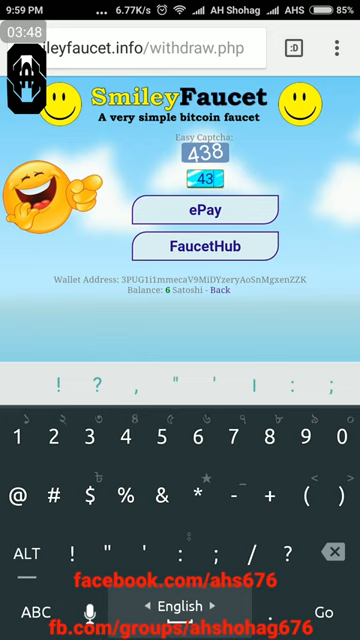 9:59 PM ... 6.77K/s AH Shohag AHS 85%
03:48
ileyfaucet.info/withdraw.php
:D
SmileyFaucet
A very simple bitcoin faucet
Easy Captcha:
438
43
ePay
FaucetHub
Wallet Address: 3PUG1i1mmecaV9MiDYzeryAoSnMgxenZZK
Balance: 6 Satoshi - Back
! ? , " ' | : ;
1 2 3 4 5 6 7 8 9 0
@ # $ % & * - + ( )
ALT ! " ' : ; / ?
facebook.com/ahs676
ABC English . Go
fb.com/groups/ahshohag676